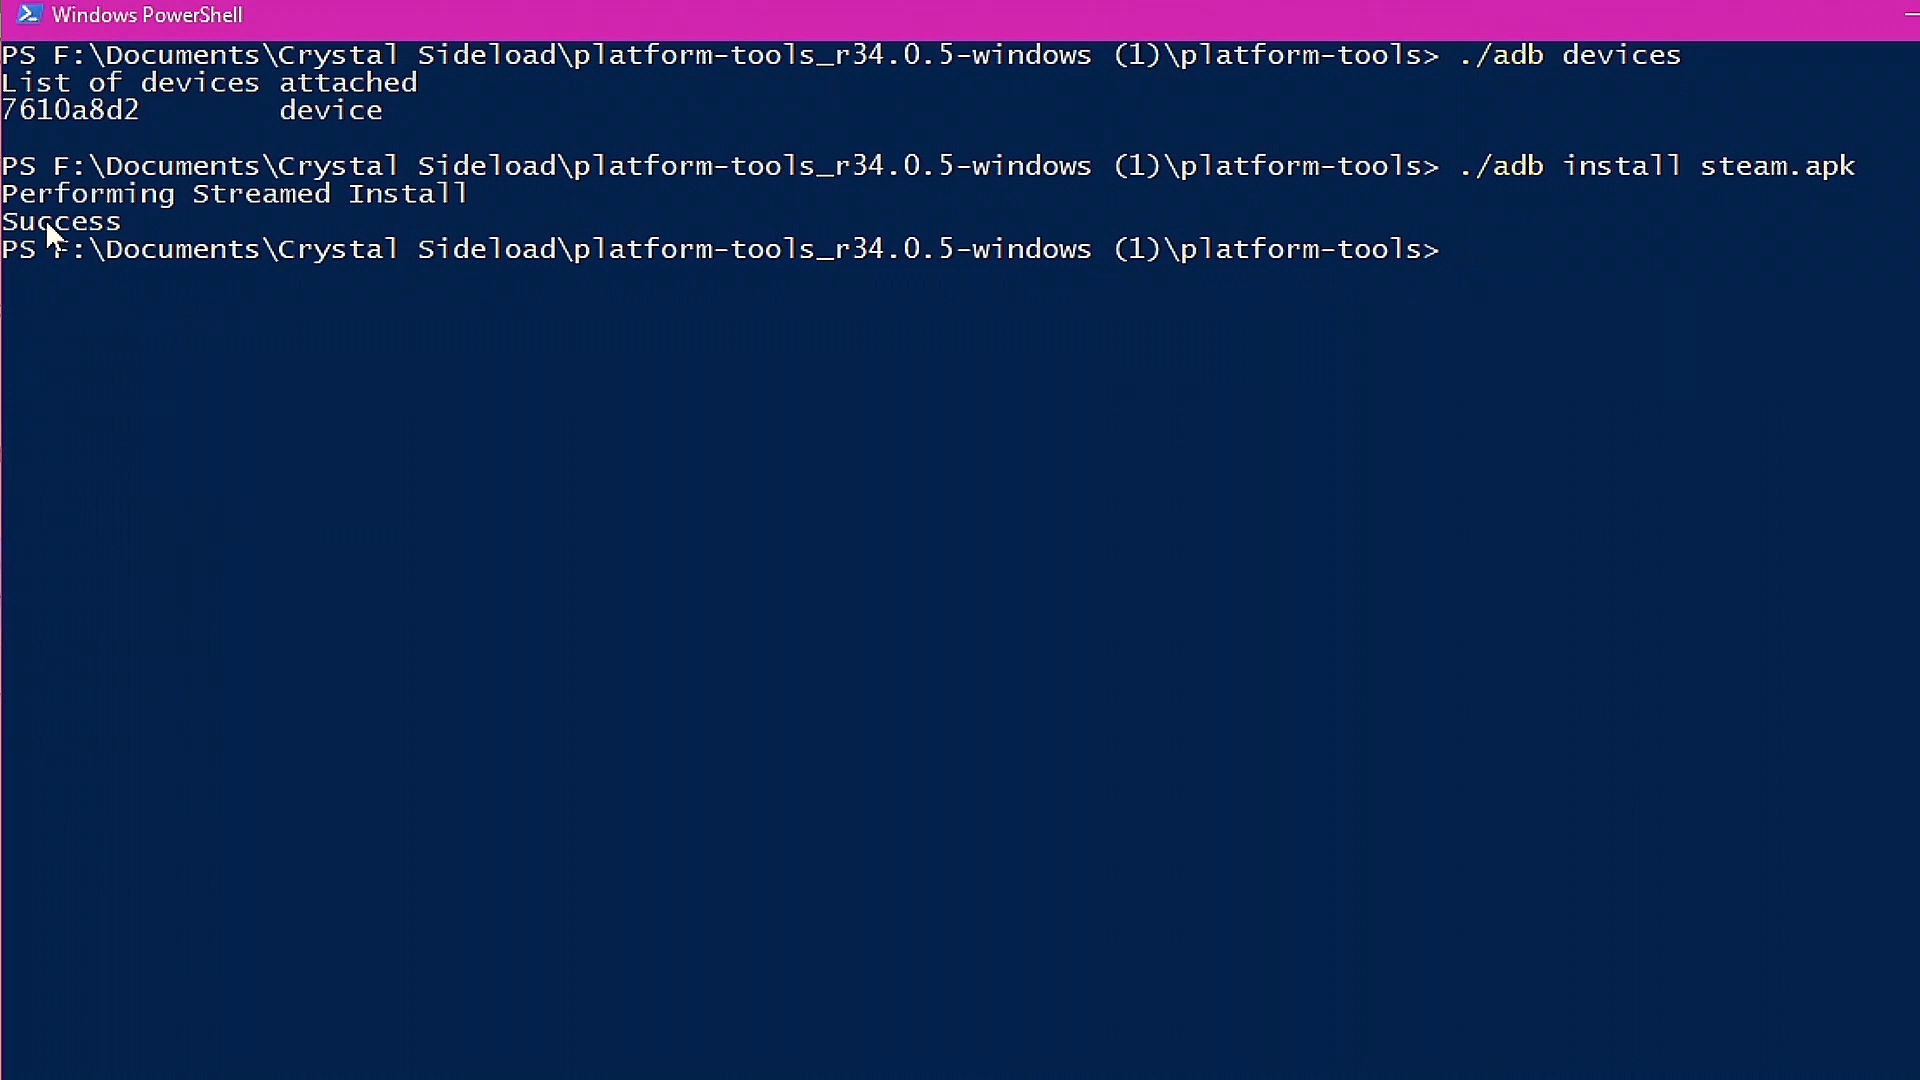 Windows PowerShell
PS F:\Documents\Crystal Sideload\platform-tools_r34.0.5-windows (1)\platform-tools> ./adb devices
List of devices attached
7610a8d2        device
PS F:\Documents\Crystal Sideload\platform-tools_r34.0.5-windows (1)\platform-tools> ./adb install steam.apk
Performing Streamed Install
Success
PS F:\Documents\Crystal Sideload\platform-tools_r34.0.5-windows (1)\platform-tools>